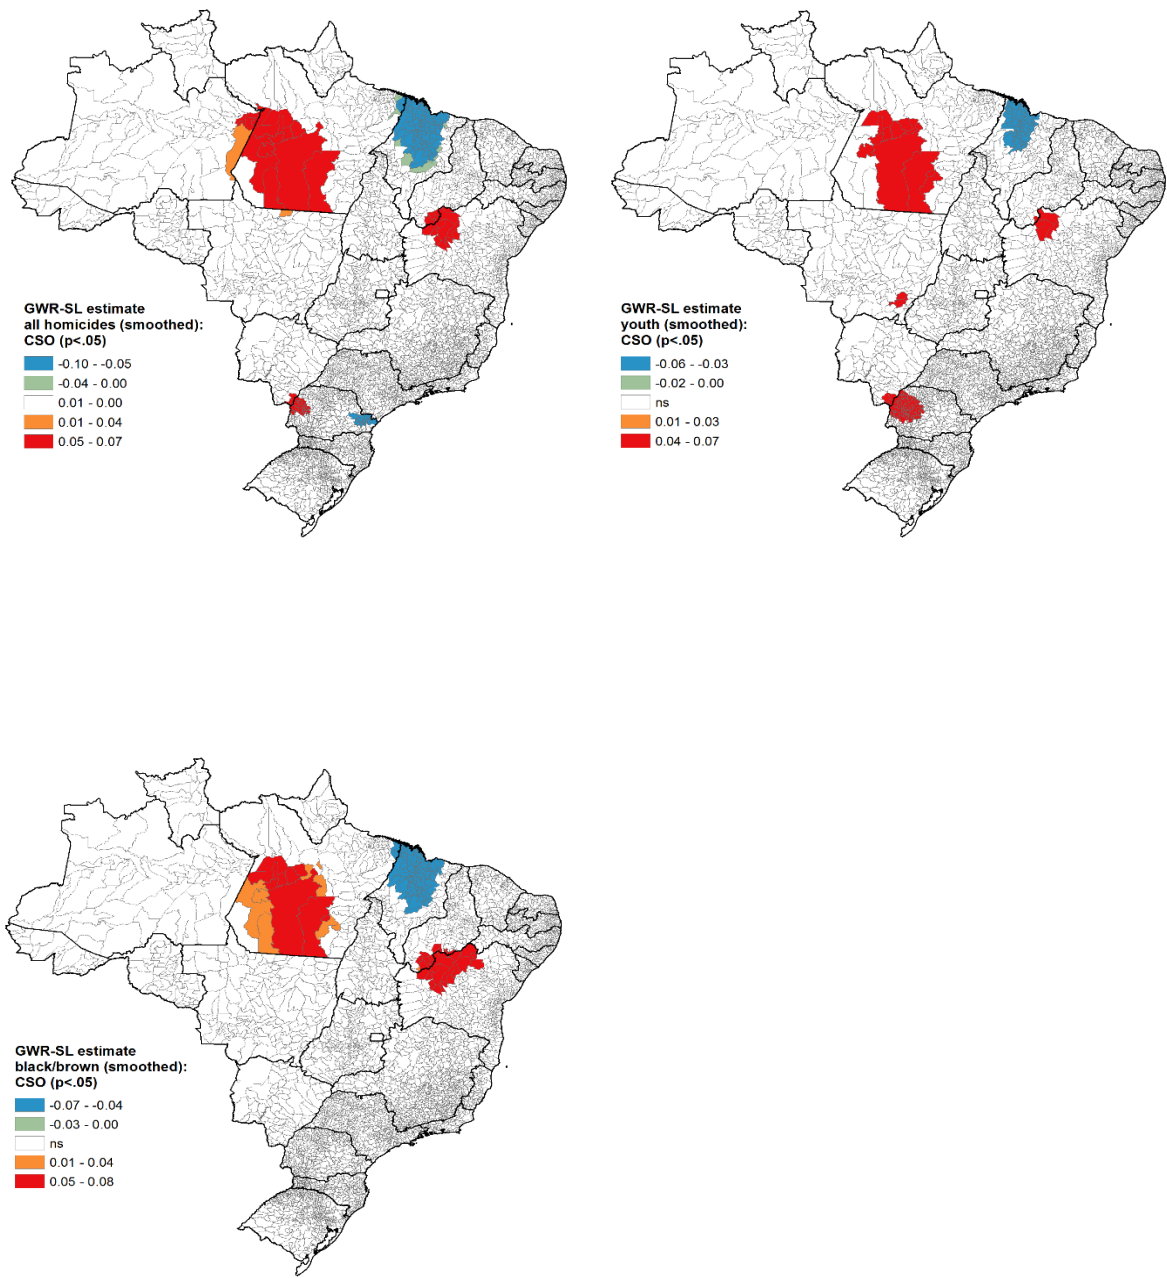 GWR-SL estimate
all homicides (smoothed):
CSO (p<.05)
-0.10 - -0.05
-0.04 - 0.00
0.01 - 0.00
0.01 - 0.04
0.05 - 0.07
GWR-SL estimate
youth (smoothed):
CSO (p<.05)
-0.06 - -0.03
-0.02 - 0.00
ns
0.01 - 0.03
0.04 - 0.07
GWR-SL estimate
black/brown (smoothed):
CSO (p<.05)
-0.07 - -0.04
-0.03 - 0.00
ns
0.01 - 0.04
0.05 - 0.08